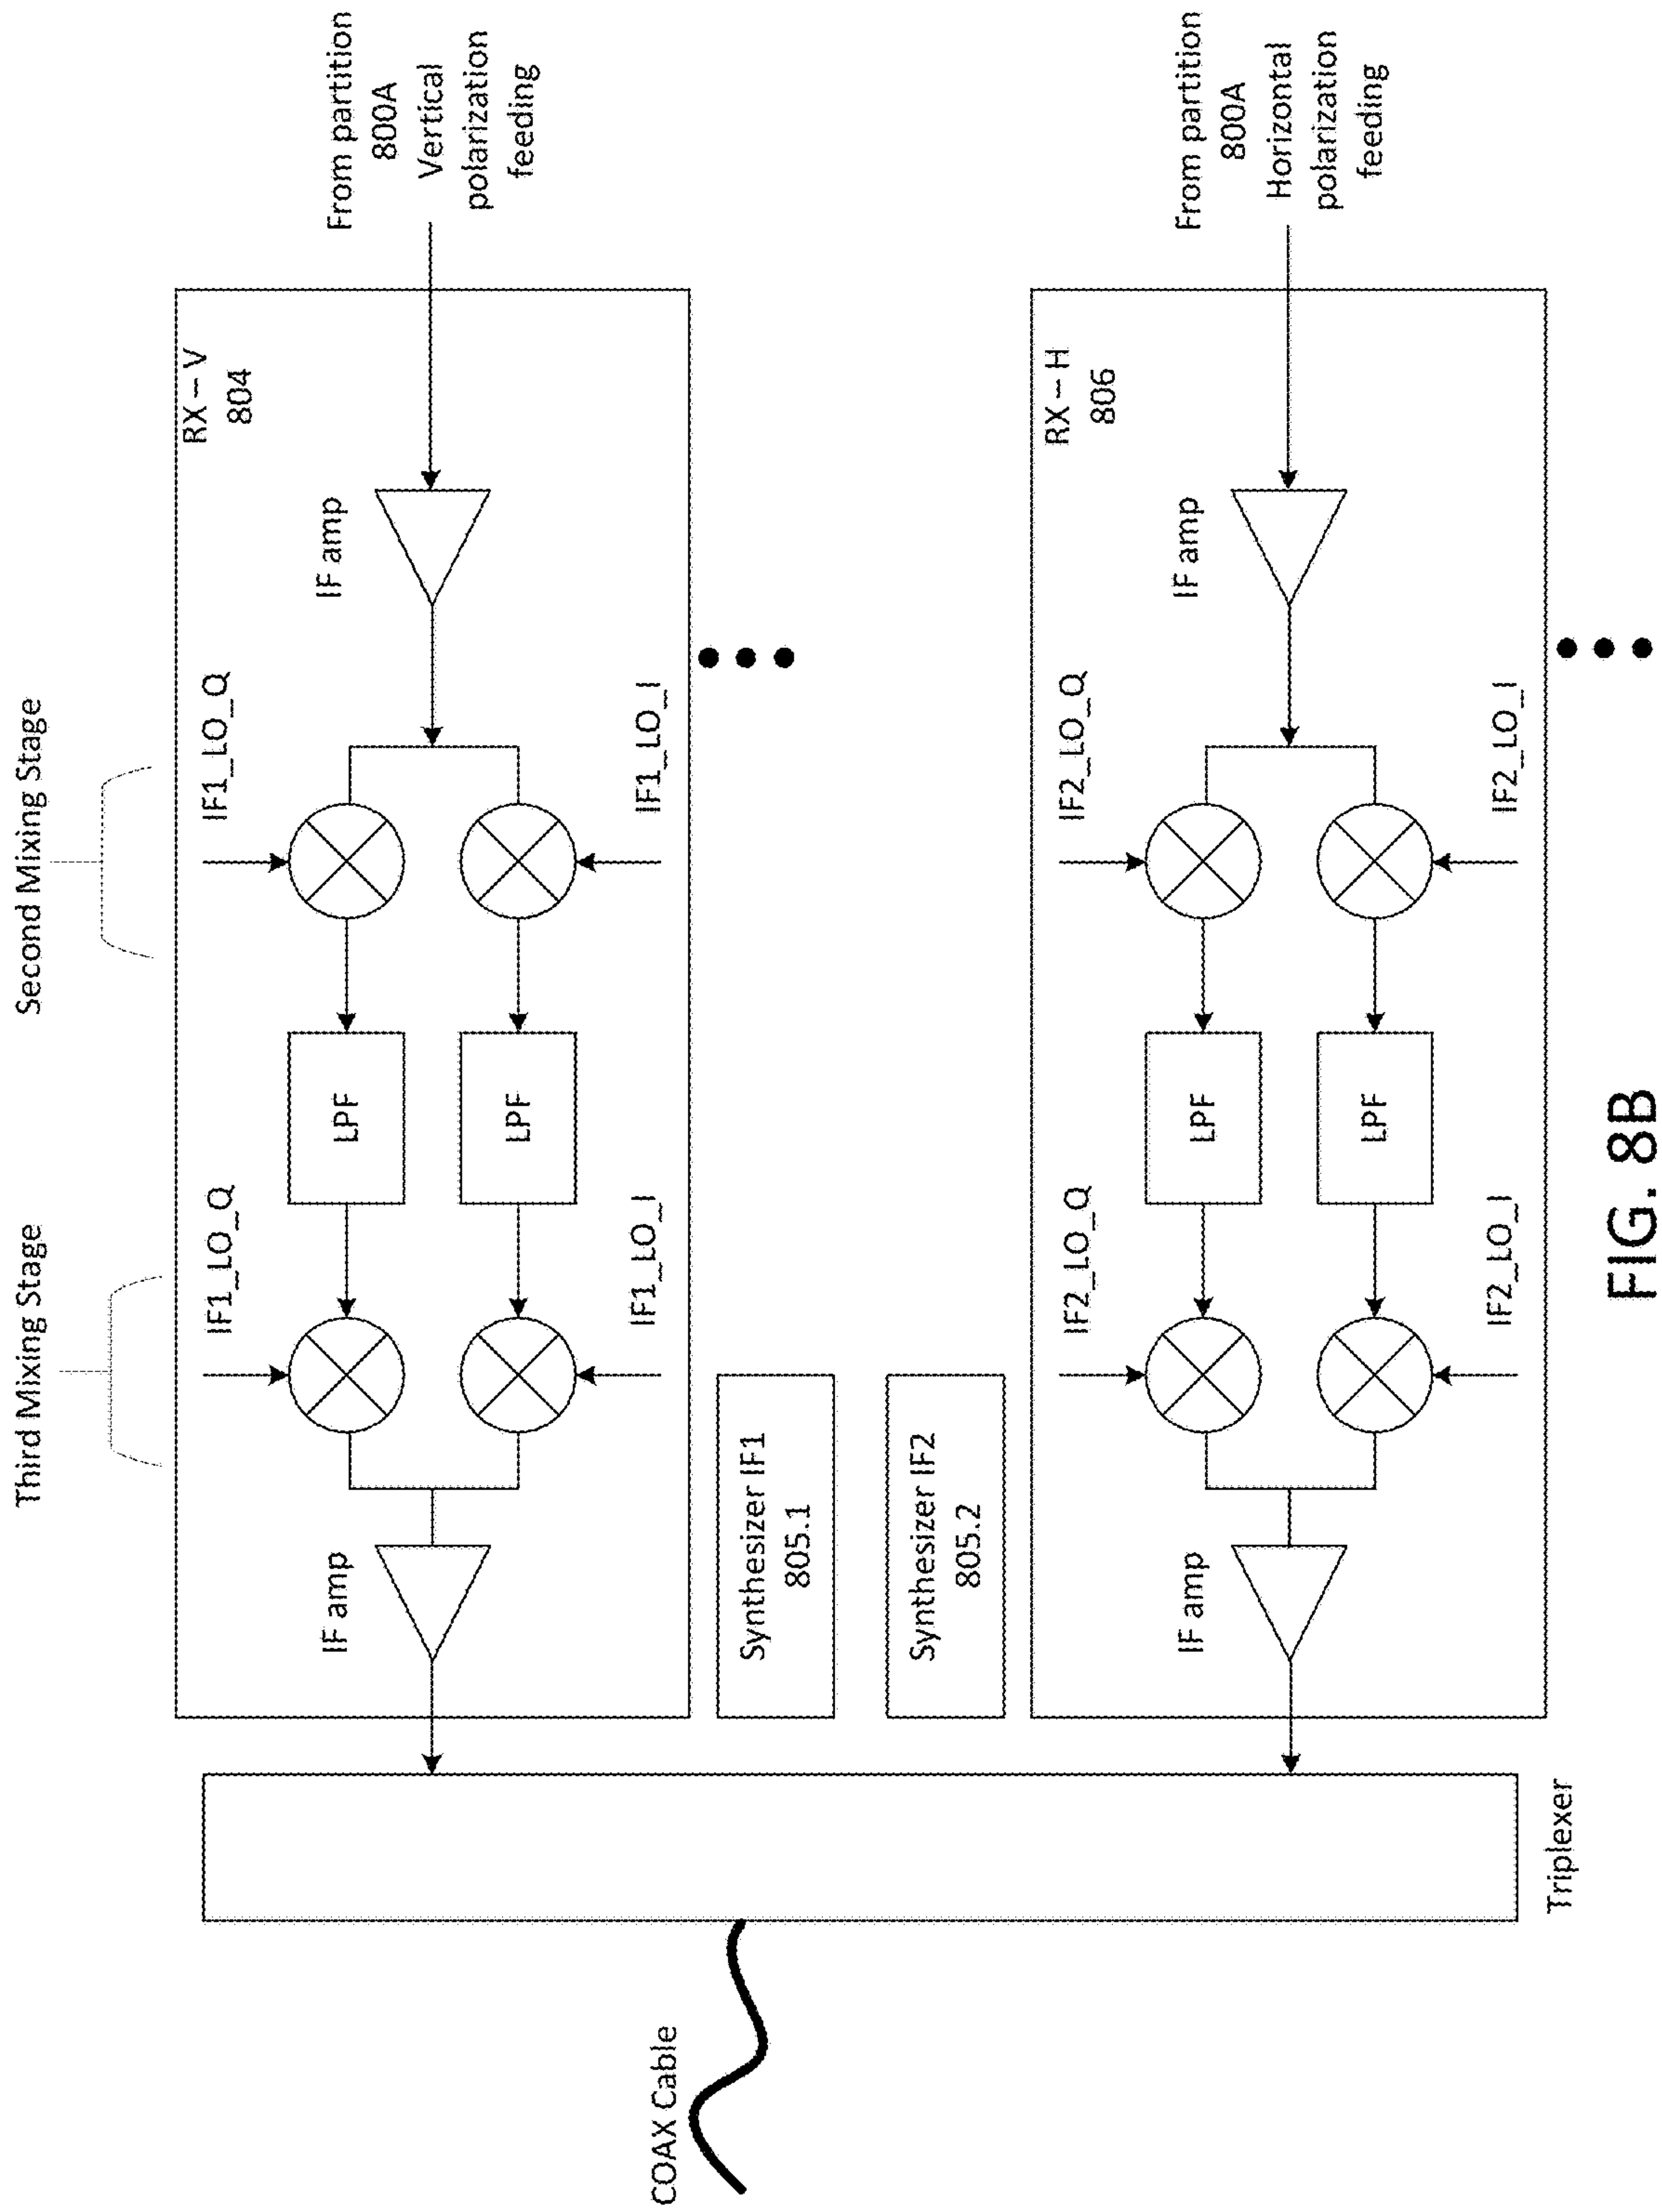 Third Mixing Stage
Second Mixing Stage
RX – V
804
IF1_LO_Q
IF1_LO_Q
IF amp
LPF
IF amp
From partition
800A
Vertical
polarization
feeding
LPF
IF1_LO_I
IF1_LO_I
COAX Cable
Synthesizer IF1
805.1
Synthesizer IF2
805.2
RX – H
806
IF2_LO_Q
IF2_LO_Q
IF amp
LPF
IF amp
From partition
800A
Horizontal
polarization
feeding
LPF
IF2_LO_I
IF2_LO_I
Triplexer
FIG. 8B